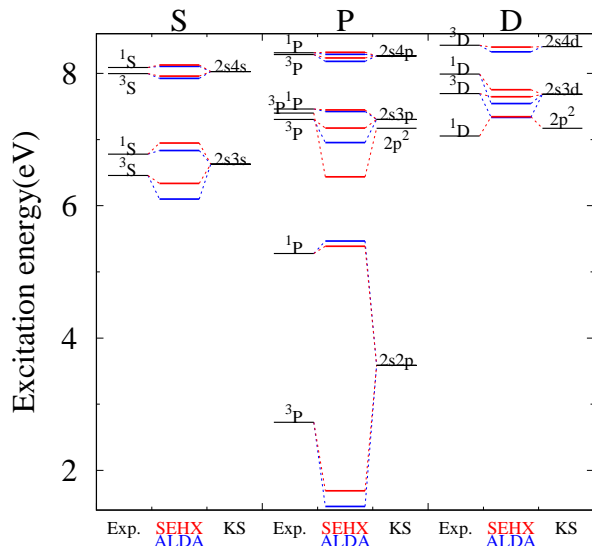 S P D
Excitation energy(eV)
8
6
4
2
¹S
³S
2s4s
¹S
³S
2s3s
¹P
³P
2s4p
³P
¹P
³P
2s3p
2p²
¹P
2s2p
³P
³D
2s4d
¹D
³D
2s3d
¹D
2p²
Exp. SEHX KS Exp. SEHX KS Exp. SEHX KS
ALDA ALDA ALDA